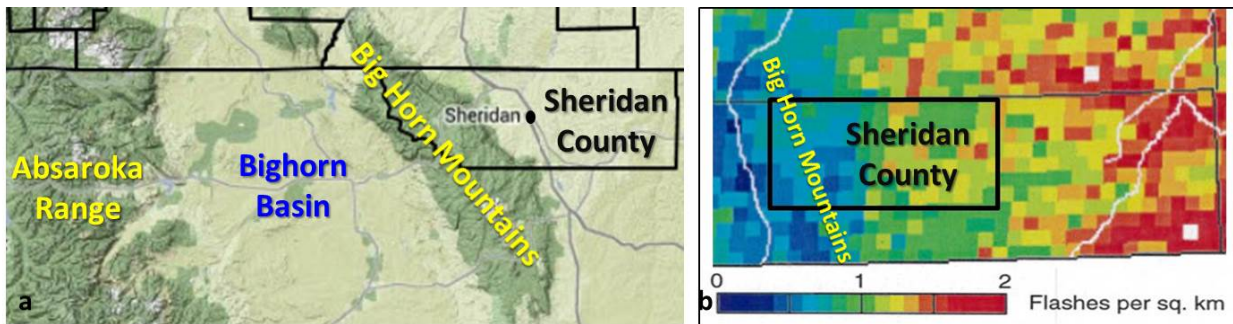 Big Horn Mountains
Sheridan
Sheridan
County
Absaroka
Range
Bighorn
Basin
a
Big Horn Mountains
Sheridan
County
0
1
2
b
Flashes per sq. km